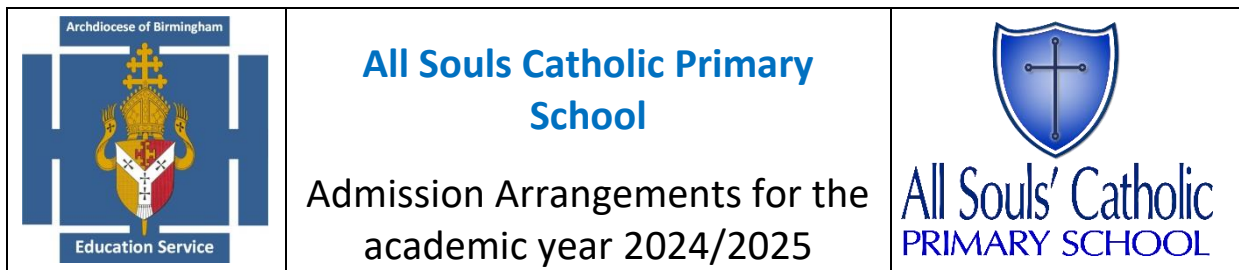 Archdiocese of Birmingham
Education Service
All Souls Catholic Primary
School
Admission Arrangements for the
academic year 2024/2025
All Souls' Catholic
PRIMARY SCHOOL